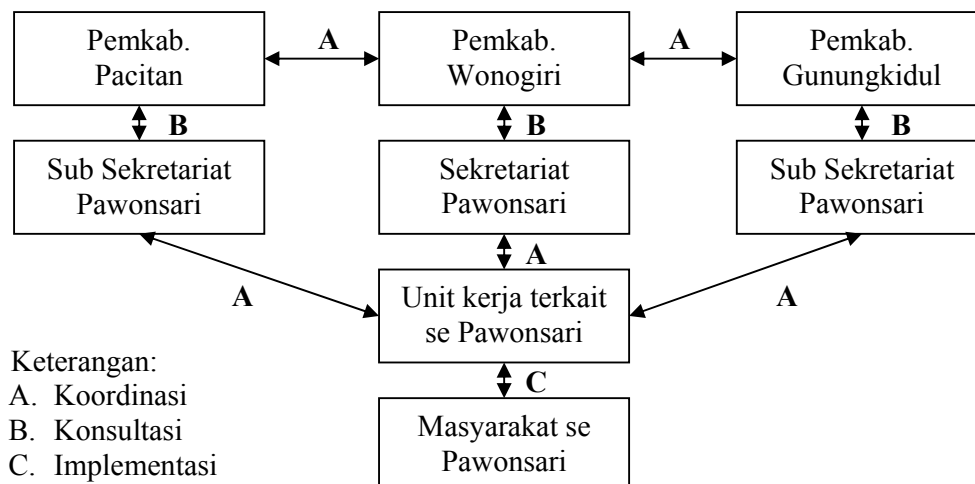 Pemkab.
Pacitan
A
Pemkab.
Wonogiri
A
Pemkab.
Gunungkidul
B
B
B
Sub Sekretariat
Pawonsari
Sekretariat
Pawonsari
Sub Sekretariat
Pawonsari
A
A
A
Unit kerja terkait
se Pawonsari
C
Masyarakat se
Pawonsari
Keterangan:
A. Koordinasi
B. Konsultasi
C. Implementasi